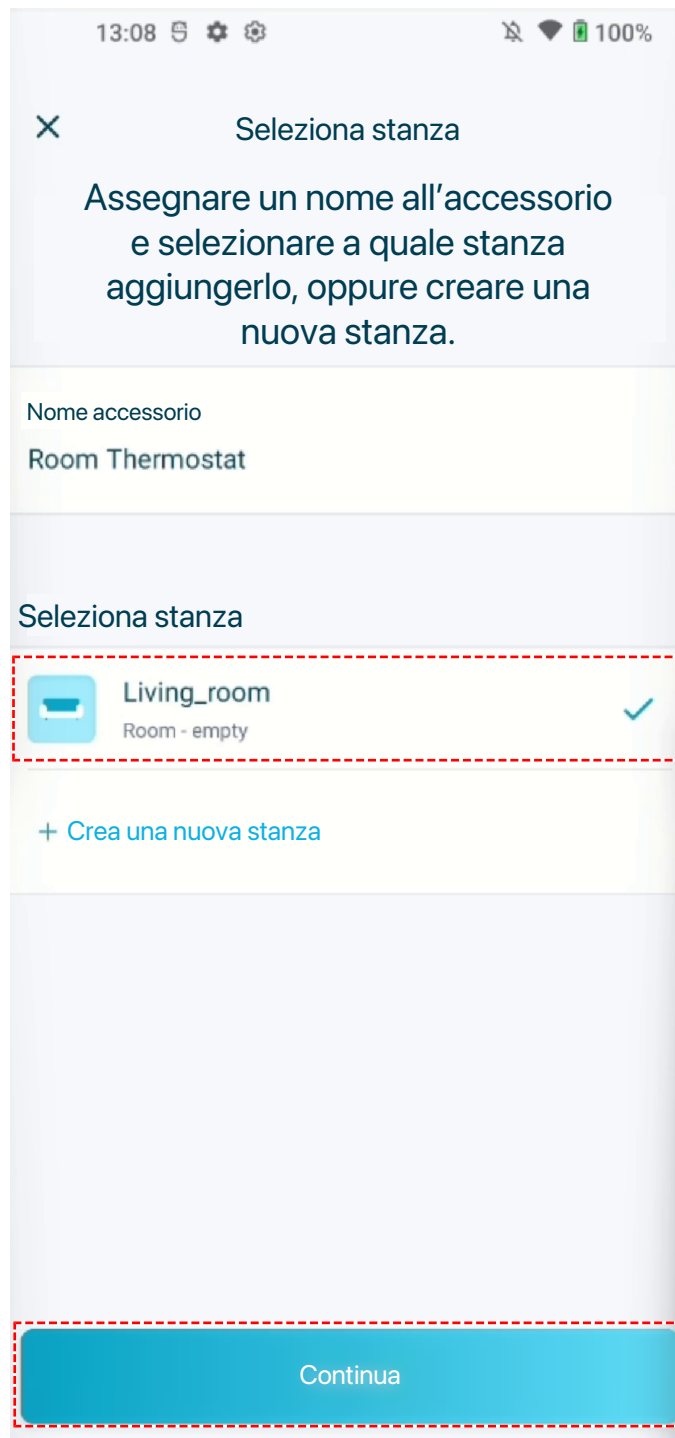 13:08 100%
Seleziona stanza
Assegnare un nome all’accessorio
e selezionare a quale stanza
aggiungerlo, oppure creare una
nuova stanza.
Nome accessorio
Room Thermostat
Seleziona stanza
Living_room
Room - empty
+ Crea una nuova stanza
Continua